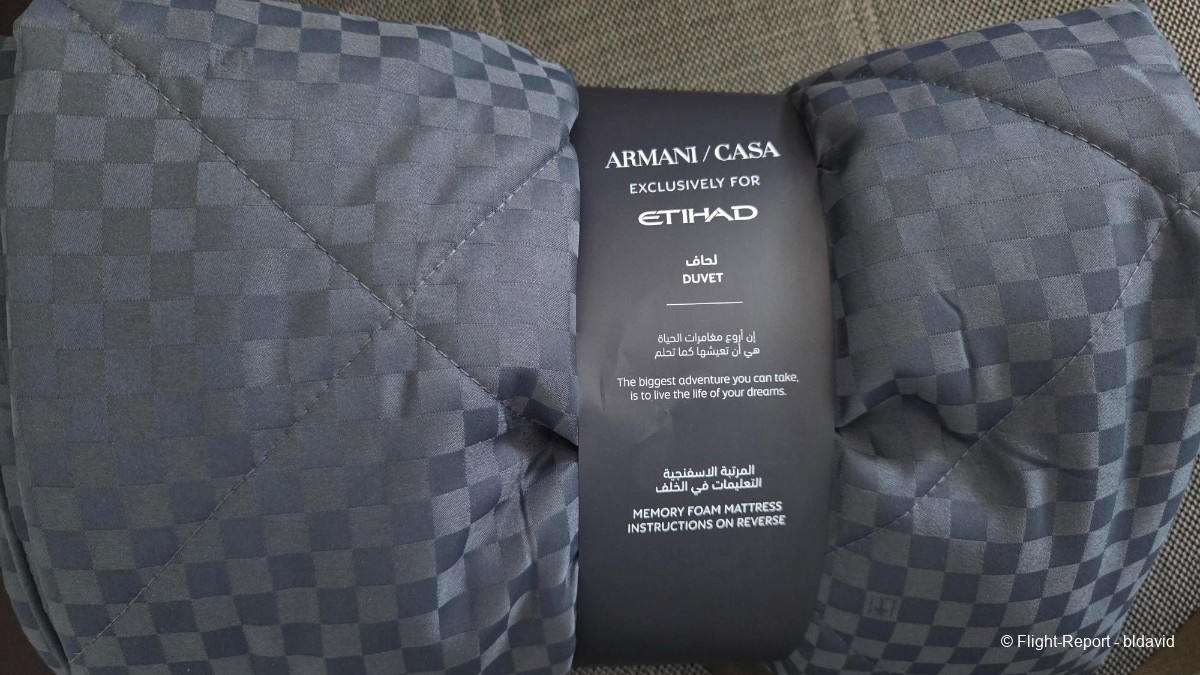 ARMANI / CASA
EXCLUSIVELY FOR
ETIHAD
لحاف
DUVET
إن أروع مغامرات الحياة
هي أن تعيشها كما تحلم
The biggest adventure you can take,
is to live the life of your dreams.
المرتبة الاسفنجية
التعليمات في الخلف
MEMORY FOAM MATTRESS
INSTRUCTIONS ON REVERSE
© Flight-Report - bldavid